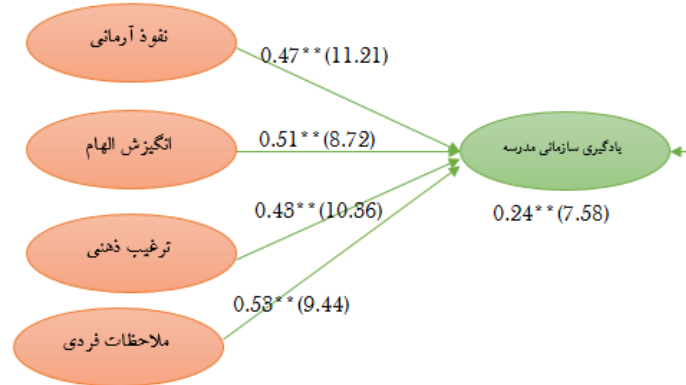 نفوذ آرمانی
0.47**(11.21)
انگیزش الهام
0.51**(8.72)
یادگیری سازمانی مدرسه
0.43**(10.36)
0.24**(7.58)
ترغیب ذهنی
0.53**(9.44)
ملاحظات فردی